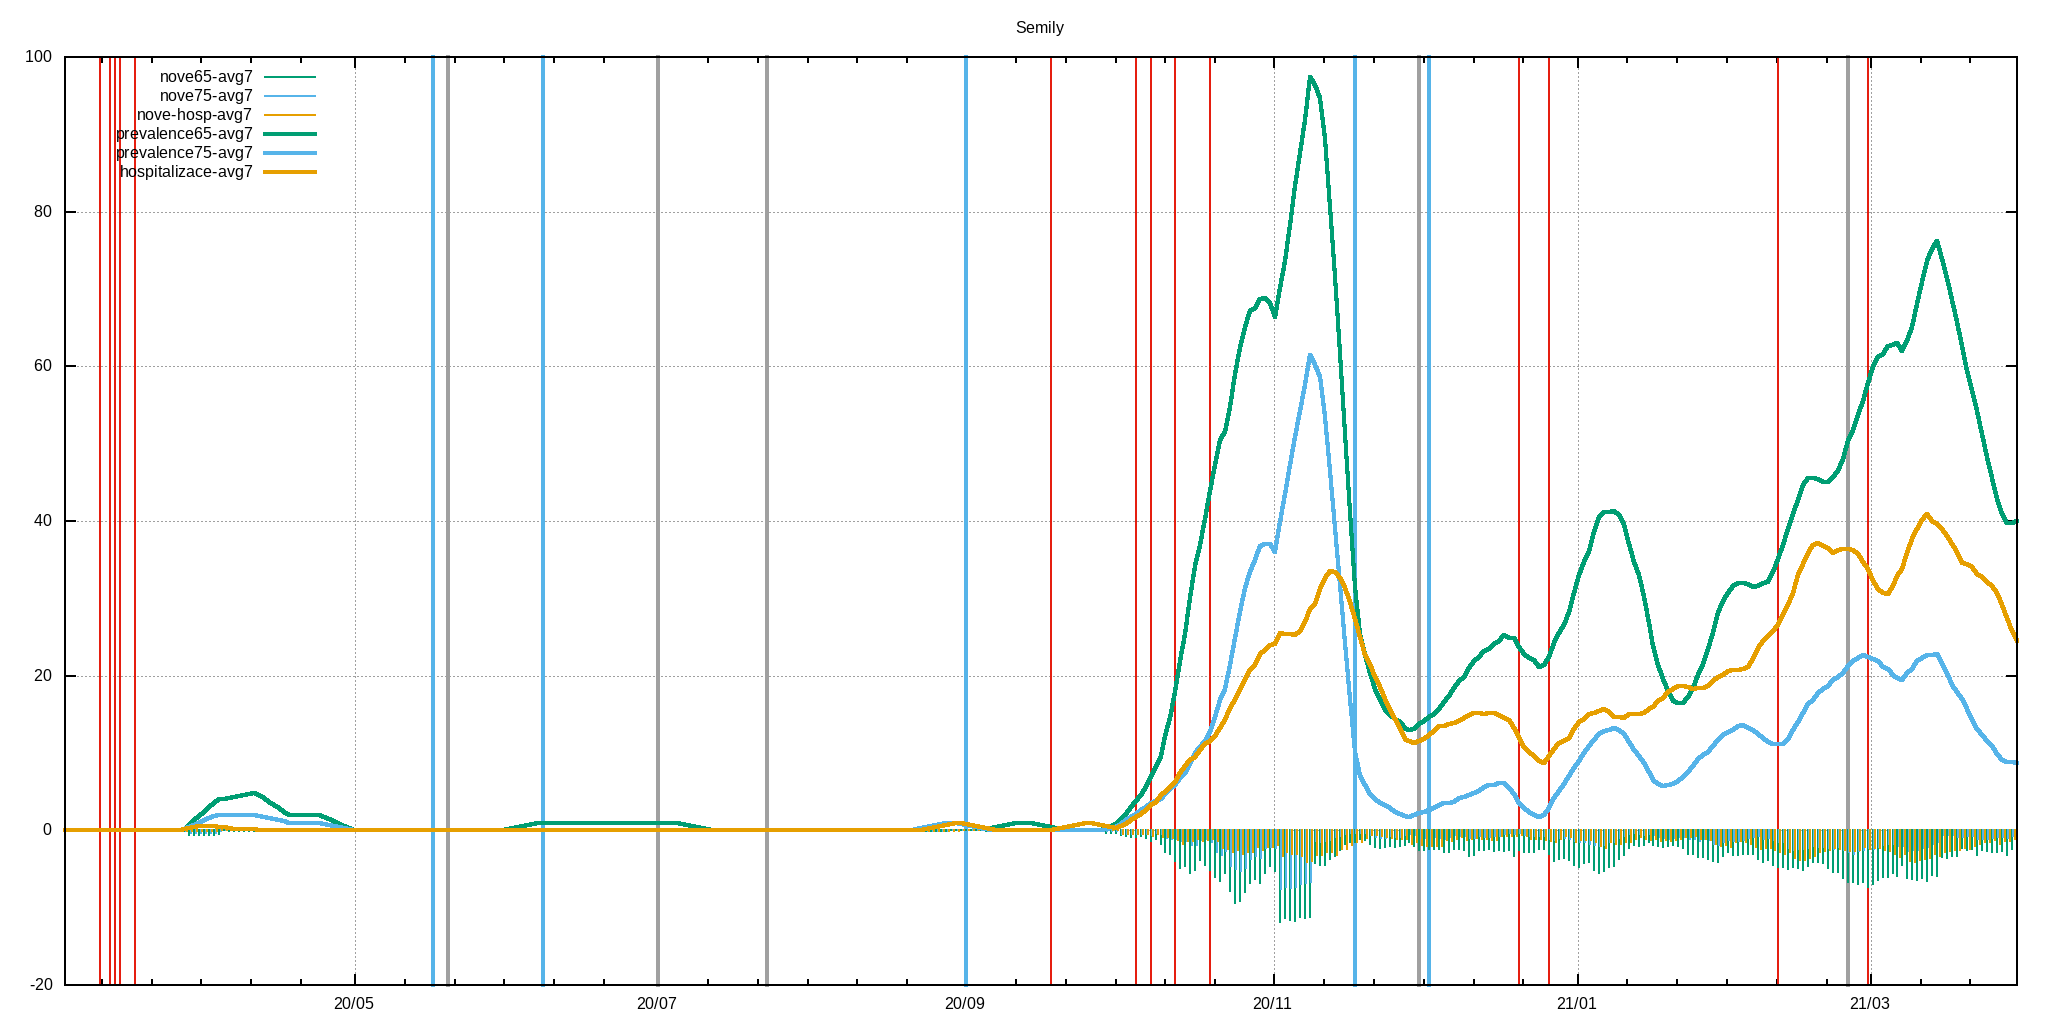 Semily
100
nove65-avg7
nove75-avg7
nove-hosp-avg7
prevalence65-avg7
prevalence75-avg7
hospitalizace-avg7
80
60
40
20
0
-20
20/05 20/07 20/09 20/11 21/01 21/03